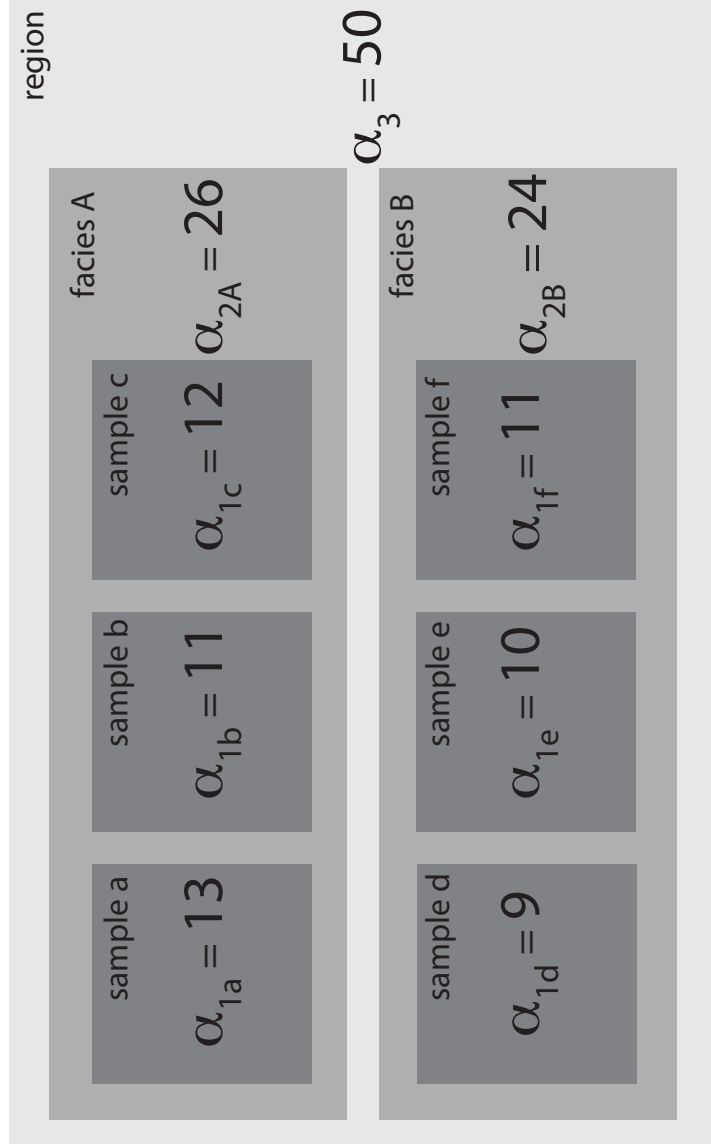 region
facies A
sample a
α1a = 13
sample b
α1b = 11
sample c
α1c = 12
α2A = 26
α3 = 50
facies B
sample d
α1d = 9
sample e
α1e = 10
sample f
α1f = 11
α2B = 24